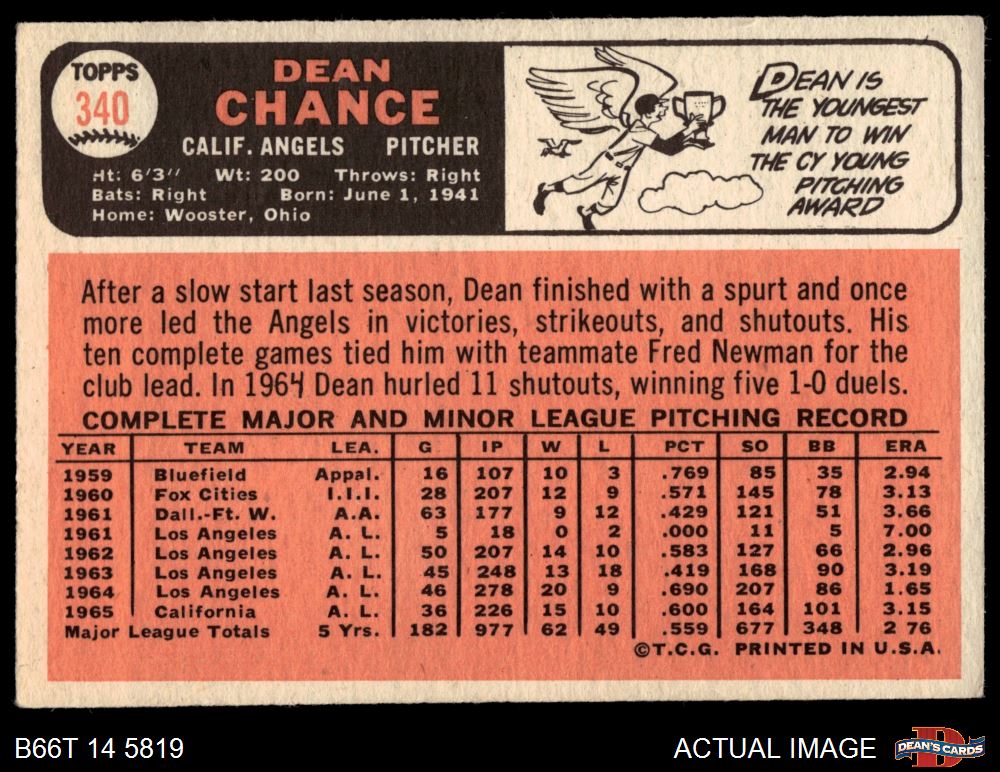 TOPPS
340
DEAN
CHANCE
CALIF. ANGELS PITCHER
Ht: 6'3'' Wt: 200 Throws: Right
Bats: Right Born: June 1, 1941
Home: Wooster, Ohio
DEAN IS
THE YOUNGEST
MAN TO WIN
THE CY YOUNG
PITCHING
AWARD
After a slow start last season, Dean finished with a spurt and once
more led the Angels in victories, strikeouts, and shutouts. His
ten complete games tied him with teammate Fred Newman for the
club lead. In 1964 Dean hurled 11 shutouts, winning five 1-0 duels.
COMPLETE MAJOR AND MINOR LEAGUE PITCHING RECORD
YEAR TEAM LEA. G IP W L PCT SO BB ERA
1959 Bluefield Appal. 16 107 10 3 .769 85 35 2.94
1960 Fox Cities I.I.I. 28 207 12 9 .571 145 78 3.13
1961 Dall.-Ft. W. A.A. 63 177 9 12 .429 121 51 3.66
1961 Los Angeles A. L. 5 18 0 2 .000 11 5 7.00
1962 Los Angeles A. L. 50 207 14 10 .583 127 66 2.96
1963 Los Angeles A. L. 45 248 13 18 .419 168 90 3.19
1964 Los Angeles A. L. 46 278 20 9 .690 207 86 1.65
1965 California A. L. 36 226 15 10 .600 164 101 3.15
Major League Totals 5 Yrs. 182 977 62 49 .559 677 348 2 76
©T.C.G. PRINTED IN U.S.A.
B66T 14 5819
ACTUAL IMAGE
DEAN'S CARDS